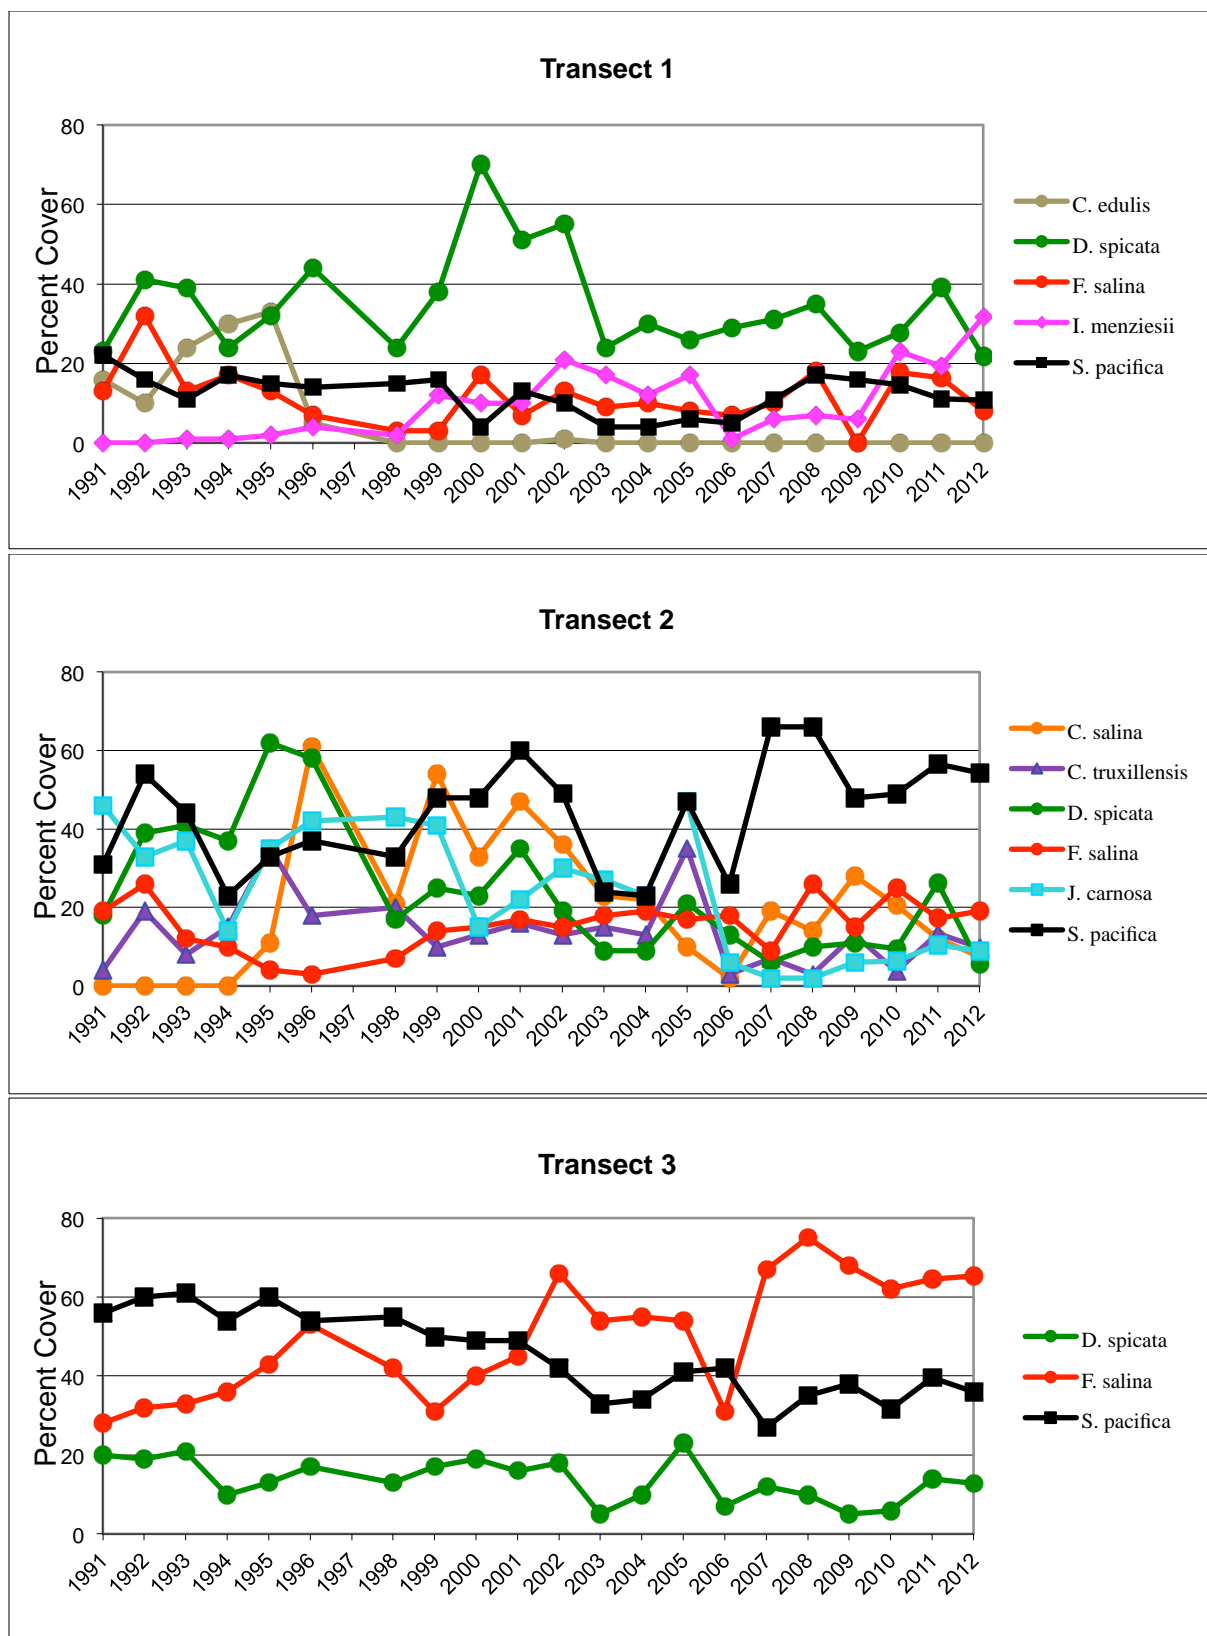 Transect 1
Percent Cover
80
60
40
20
0
1991 1992 1993 1994 1995 1996 1997 1998 1999 2000 2001 2002 2003 2004 2005 2006 2007 2008 2009 2010 2011 2012
C. edulis
D. spicata
F. salina
I. menziesii
S. pacifica
Transect 2
Percent Cover
80
60
40
20
0
1991 1992 1993 1994 1995 1996 1997 1998 1999 2000 2001 2002 2003 2004 2005 2006 2007 2008 2009 2010 2011 2012
C. salina
C. truxillensis
D. spicata
F. salina
J. carnosa
S. pacifica
Transect 3
Percent Cover
80
60
40
20
0
1991 1992 1993 1994 1995 1996 1997 1998 1999 2000 2001 2002 2003 2004 2005 2006 2007 2008 2009 2010 2011 2012
D. spicata
F. salina
S. pacifica